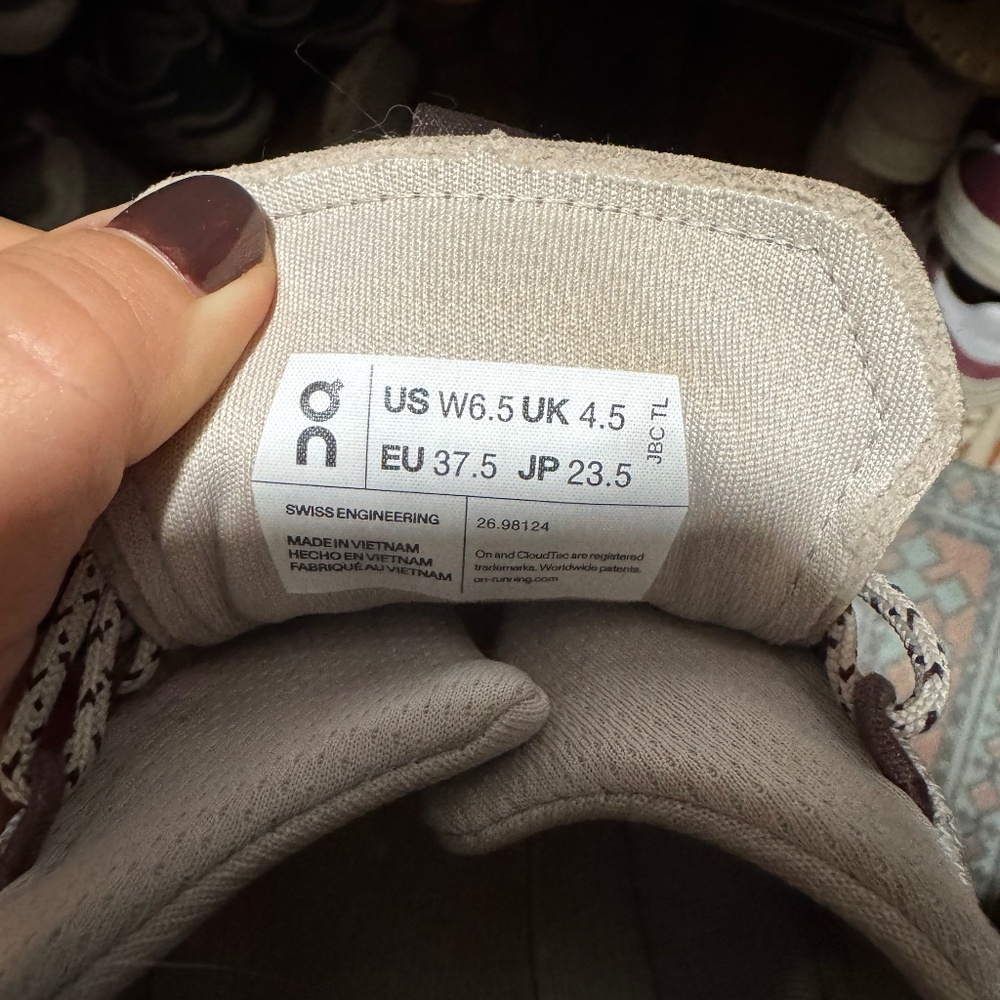 On
US W6.5 UK 4.5
EU 37.5 JP 23.5
JBC TL
SWISS ENGINEERING
MADE IN VIETNAM
HECHO EN VIETNAM
FABRIQUÉ AU VIETNAM
26.98124
On and CloudTec are registered
trademarks. Worldwide patents.
on-running.com